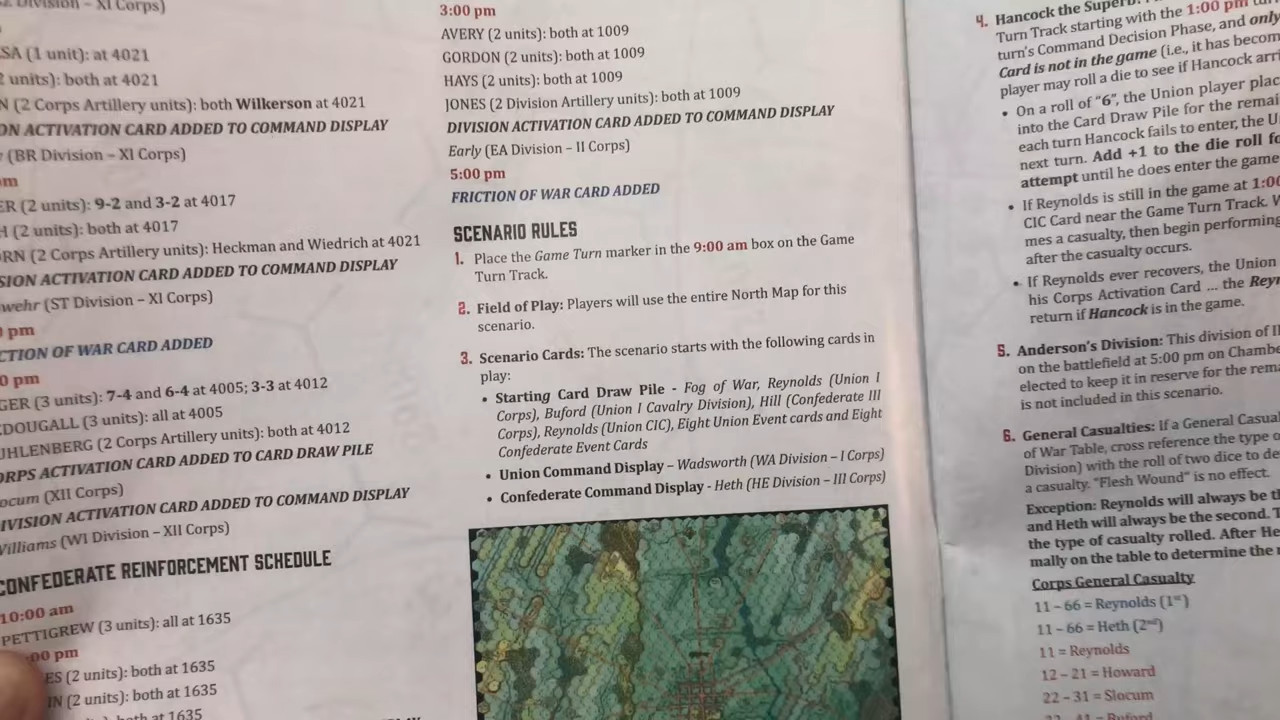 Division – XI Corps)
SA (1 unit): at 4021
units): both at 4021
N (2 Corps Artillery units): both Wilkerson at 4021
ON ACTIVATION CARD ADDED TO COMMAND DISPLAY
(BR Division – XI Corps)
ER (2 units): 9-2 and 3-2 at 4017
H (2 units): both at 4017
RN (2 Corps Artillery units): Heckman and Wiedrich at 4021
SION ACTIVATION CARD ADDED TO COMMAND DISPLAY
wehr (ST Division – XI Corps)
pm
CTION OF WAR CARD ADDED
0 pm
GER (3 units): 7-4 and 6-4 at 4005; 3-3 at 4012
DOUGALL (3 units): all at 4005
UHLENBERG (2 Corps Artillery units): both at 4012
ORPS ACTIVATION CARD ADDED TO CARD DRAW PILE
ocum (XII Corps)
IVISION ACTIVATION CARD ADDED TO COMMAND DISPLAY
Williams (WI Division – XII Corps)
CONFEDERATE REINFORCEMENT SCHEDULE
10:00 am
PETTIGREW (3 units): all at 1635
:00 pm
ES (2 units): both at 1635
IN (2 units): both at 1635
both at 1635
3:00 pm
AVERY (2 units): both at 1009
GORDON (2 units): both at 1009
HAYS (2 units): both at 1009
JONES (2 Division Artillery units): both at 1009
DIVISION ACTIVATION CARD ADDED TO COMMAND DISPLAY
Early (EA Division – II Corps)
5:00 pm
FRICTION OF WAR CARD ADDED
SCENARIO RULES
1. Place the Game Turn marker in the 9:00 am box on the Game
Turn Track.
2. Field of Play: Players will use the entire North Map for this
scenario.
3. Scenario Cards: The scenario starts with the following cards in
play:
• Starting Card Draw Pile - Fog of War, Reynolds (Union I
Corps), Buford (Union I Cavalry Division), Hill (Confederate III
Corps), Reynolds (Union CIC), Eight Union Event cards and Eight
Confederate Event Cards
• Union Command Display – Wadsworth (WA Division – I Corps)
• Confederate Command Display - Heth (HE Division – III Corps)
4. Hancock the Superb:
Turn Track starting with the 1:00 pm
turn's Command Decision Phase, and only
Card is not in the game (i.e., it has becom
player may roll a die to see if Hancock arri
• On a roll of "6", the Union player plac
into the Card Draw Pile for the remai
each turn Hancock fails to enter, the U
next turn. Add +1 to the die roll fo
attempt until he does enter the game
• If Reynolds is still in the game at 1:00
CIC Card near the Game Turn Track. W
mes a casualty, then begin performing
after the casualty occurs.
• If Reynolds ever recovers, the Union
his Corps Activation Card ... the Reyn
return if Hancock is in the game.
5. Anderson's Division: This division of II
on the battlefield at 5:00 pm on Chambe
elected to keep it in reserve for the rema
is not included in this scenario.
6. General Casualties: If a General Casual
of War Table, cross reference the type o
Division) with the roll of two dice to de
a casualty. "Flesh Wound" is no effect.
Exception: Reynolds will always be th
and Heth will always be the second. T
the type of casualty rolled. After He
mally on the table to determine the
Corps General Casualty
11 – 66 = Reynolds (1st)
11 – 66 = Heth (2nd)
11 = Reynolds
12 – 21 = Howard
22 – 31 = Slocum
Buford